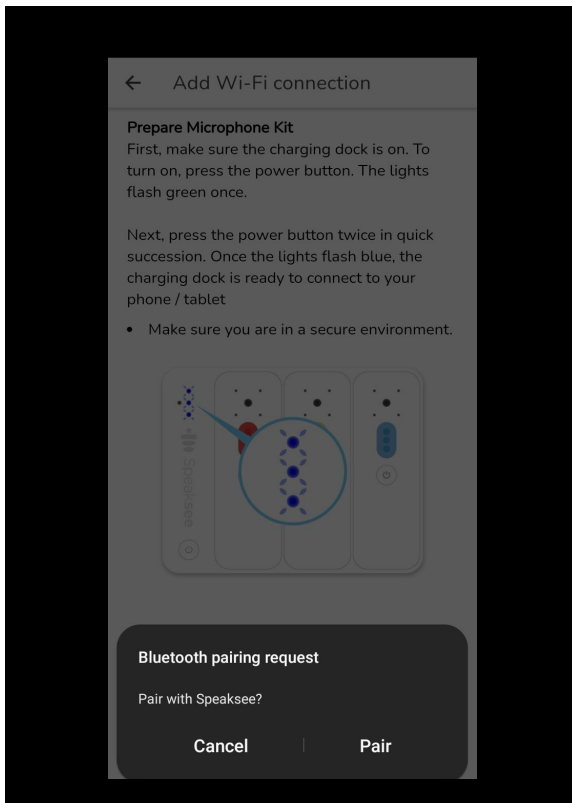 Add Wi-Fi connection
Prepare Microphone Kit
First, make sure the charging dock is on. To
turn on, press the power button. The lights
flash green once.
Next, press the power button twice in quick
succession. Once the lights flash blue, the
charging dock is ready to connect to your
phone / tablet
• Make sure you are in a secure environment.
Speaksee
Bluetooth pairing request
Pair with Speaksee?
Cancel | Pair